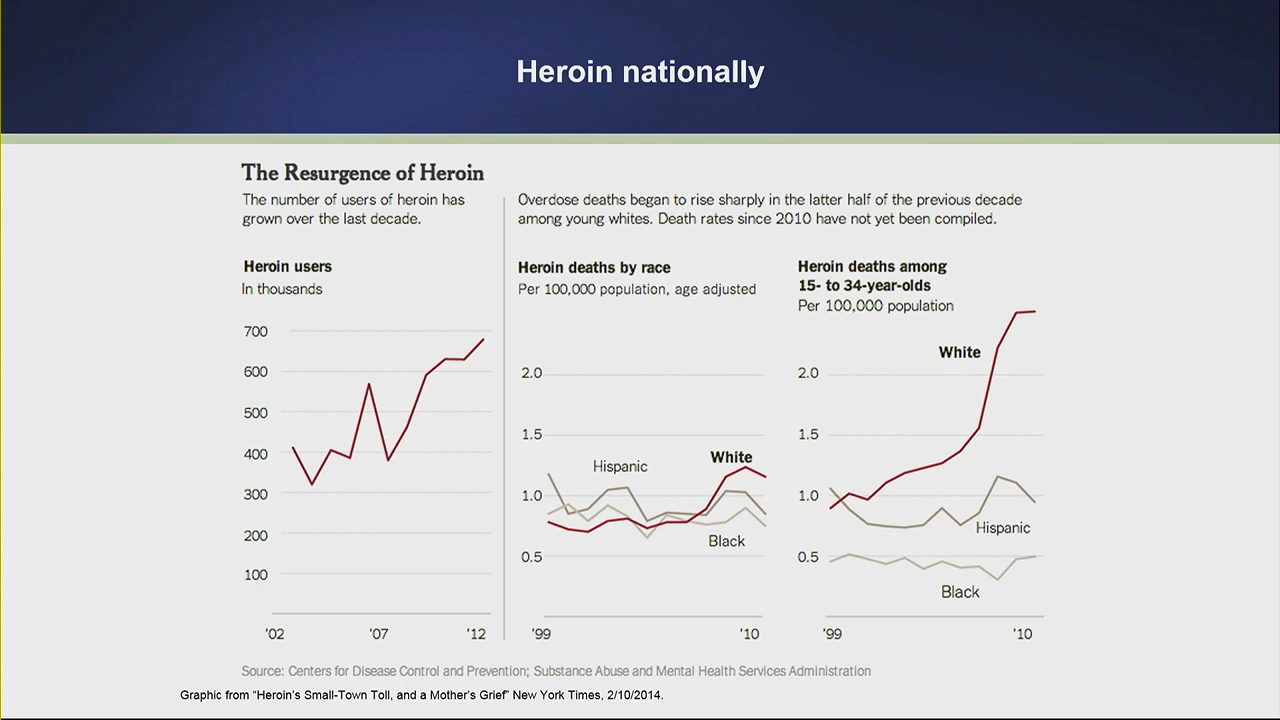 Heroin nationally
The Resurgence of Heroin
The number of users of heroin has
grown over the last decade.
Overdose deaths began to rise sharply in the latter half of the previous decade
among young whites. Death rates since 2010 have not yet been compiled.
Heroin users
In thousands
700
600
500
400
300
200
100
'02 '07 '12
Heroin deaths by race
Per 100,000 population, age adjusted
2.0
1.5
1.0
0.5
Hispanic
White
Black
'99 '10
Heroin deaths among
15- to 34-year-olds
Per 100,000 population
2.0
1.5
1.0
0.5
White
Hispanic
Black
'99 '10
Source: Centers for Disease Control and Prevention; Substance Abuse and Mental Health Services Administration
Graphic from “Heroin’s Small-Town Toll, and a Mother’s Grief” New York Times, 2/10/2014.